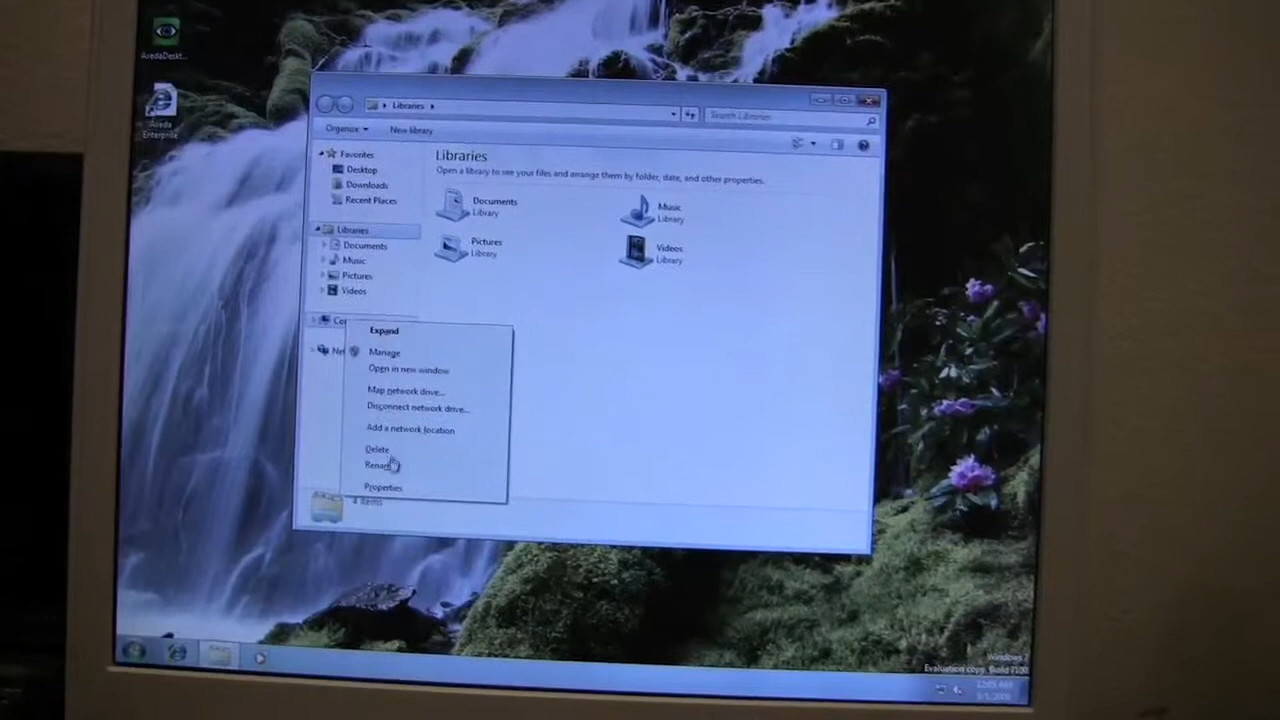 AvedaDeskt...
Aveda
Enterprise
Libraries
Search Libraries
Organize
New library
Favorites
Desktop
Downloads
Recent Places
Libraries
Documents
Music
Pictures
Videos
Libraries
Open a library to see your files and arrange them by folder, date, and other properties.
Documents
Library
Music
Library
Pictures
Library
Videos
Library
Expand
Manage
Open in new window
Map network drive...
Disconnect network drive...
Add a network location
Delete
Rename
Properties
4 items
Windows 7
Evaluation copy. Build 7100